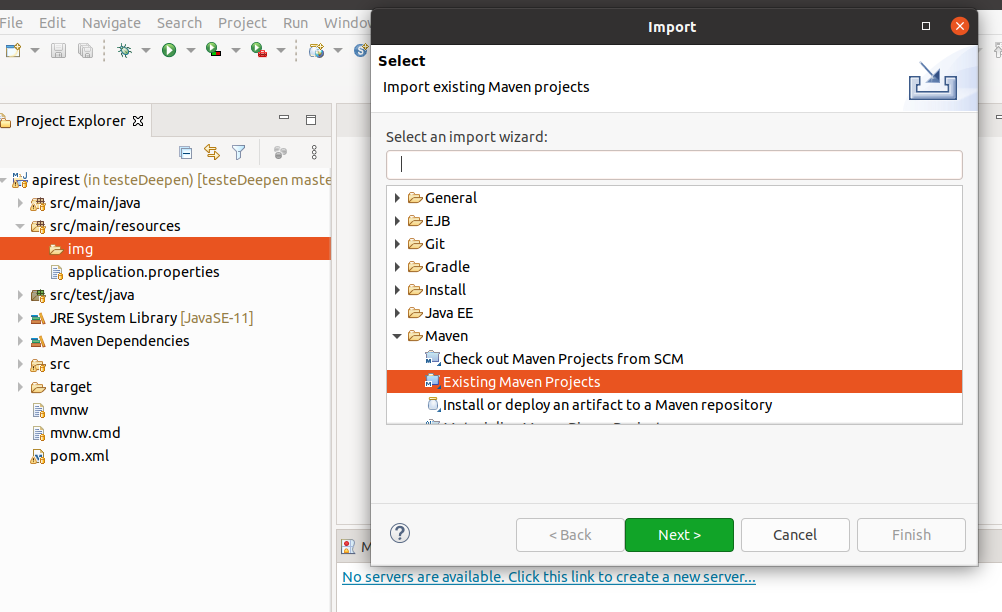 File Edit Navigate Search Project Run Window
Import
Select
Import existing Maven projects
Project Explorer
Select an import wizard:
apirest (in testeDeepen) [testeDeepen maste
src/main/java
src/main/resources
img
application.properties
src/test/java
JRE System Library [JavaSE-11]
Maven Dependencies
src
target
mvnw
mvnw.cmd
pom.xml
General
EJB
Git
Gradle
Install
Java EE
Maven
Check out Maven Projects from SCM
Existing Maven Projects
Install or deploy an artifact to a Maven repository
< Back
Next >
Cancel
Finish
No servers are available. Click this link to create a new server...